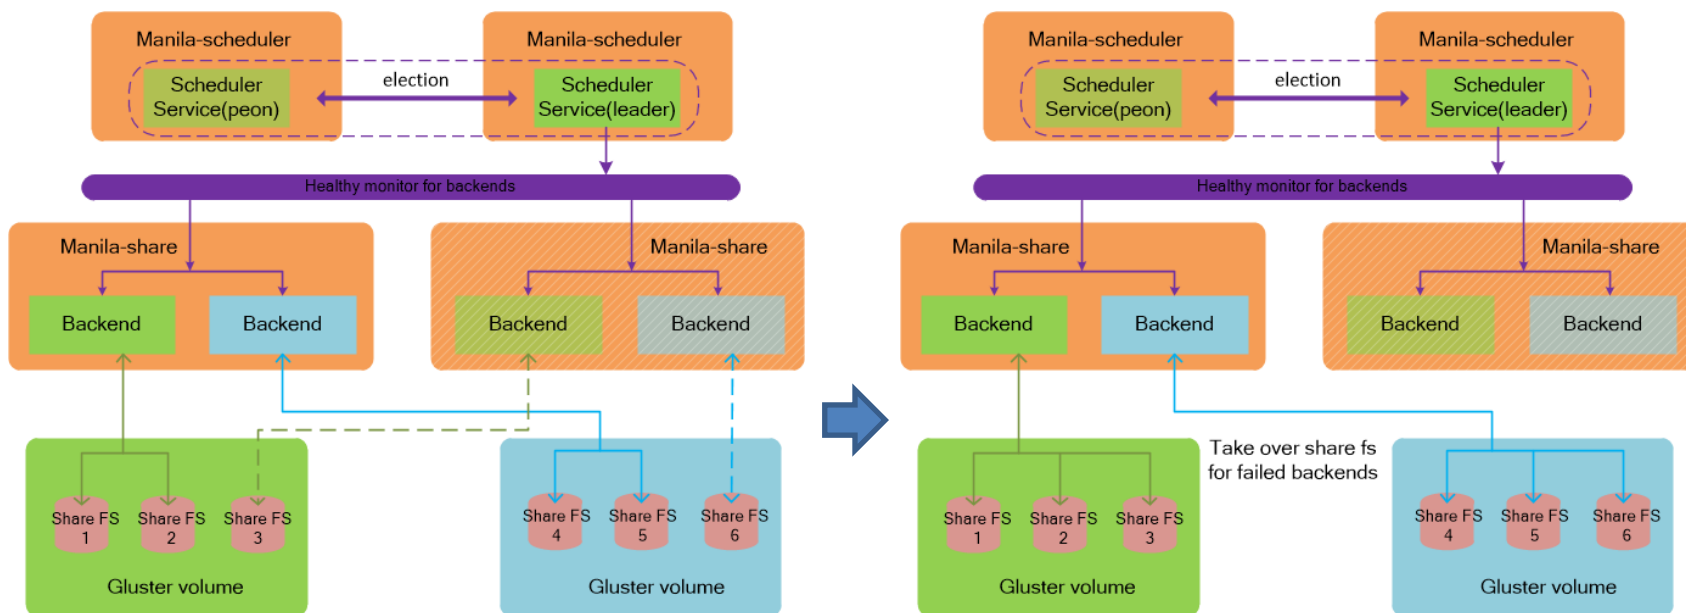 Manila-scheduler
Manila-scheduler
Scheduler
Service(peon)
election
Scheduler
Service(leader)
Healthy monitor for backends
Manila-share
Manila-share
Backend
Backend
Backend
Backend
Share FS
1
Share FS
2
Share FS
3
Gluster volume
Share FS
4
Share FS
5
Share FS
6
Gluster volume
Manila-scheduler
Manila-scheduler
Scheduler
Service(peon)
election
Scheduler
Service(leader)
Healthy monitor for backends
Manila-share
Manila-share
Backend
Backend
Backend
Backend
Take over share fs
for failed backends
Share FS
1
Share FS
2
Share FS
3
Gluster volume
Share FS
4
Share FS
5
Share FS
6
Gluster volume